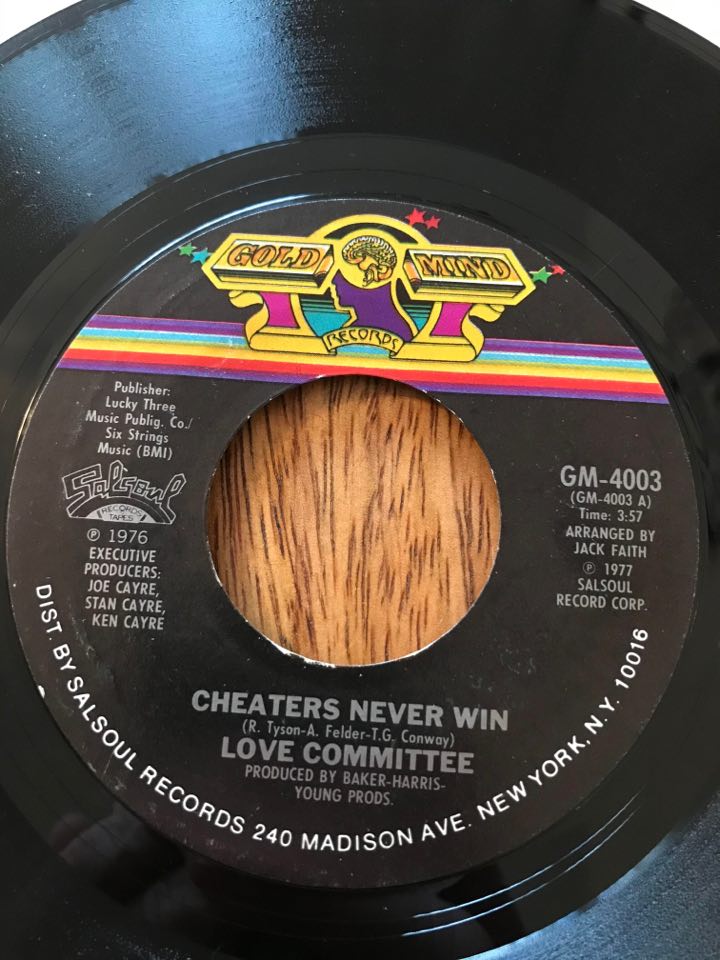 GOLD MIND
RECORDS
Publisher:
Lucky Three
Music Publig. Co./
Six Strings
Music (BMI)
Salsoul
RECORDS
TAPES
℗ 1976
EXECUTIVE
PRODUCERS:
JOE CAYRE,
STAN CAYRE,
KEN CAYRE
GM-4003
(GM-4003 A)
Time: 3:57
ARRANGED BY
JACK FAITH
℗ 1977
SALSOUL
RECORD CORP.
CHEATERS NEVER WIN
(R. Tyson-A. Felder-T.G. Conway)
LOVE COMMITTEE
PRODUCED BY BAKER-HARRIS-
YOUNG PRODS.
DIST. BY SALSOUL RECORDS 240 MADISON AVE. NEW YORK, N.Y. 10016